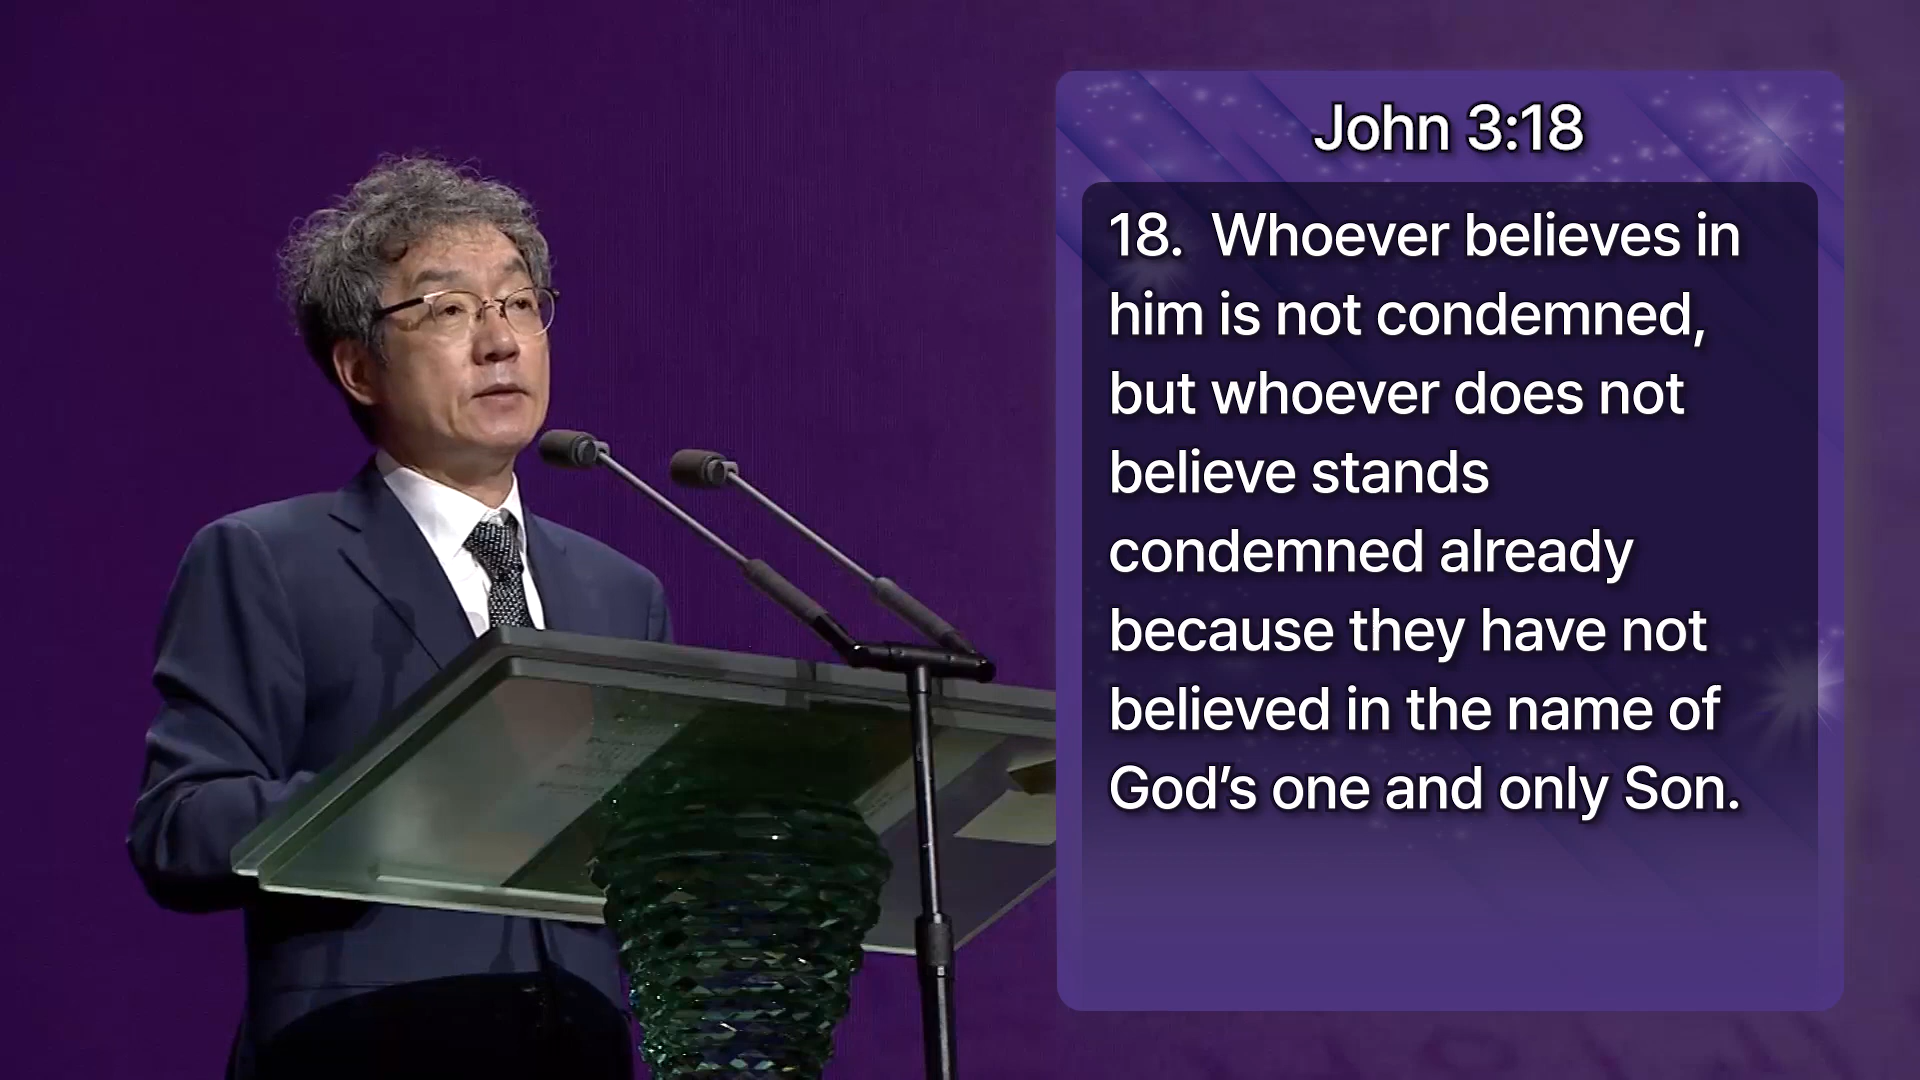 John 3:18
18. Whoever believes in
him is not condemned,
but whoever does not
believe stands
condemned already
because they have not
believed in the name of
God’s one and only Son.